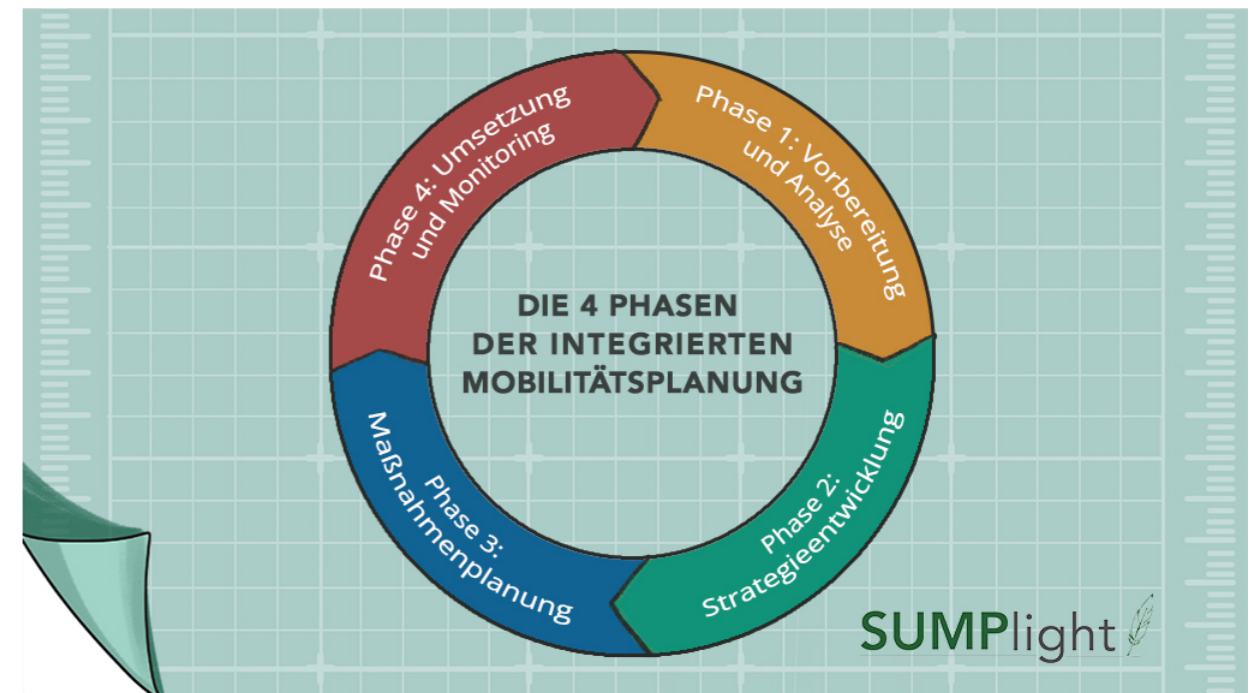 DIE 4 PHASEN
DER INTEGRIERTEN
MOBILITÄTSPLANUNG
Phase 1: Vorbereitung
und Analyse
Phase 2:
Strategieentwicklung
Phase 3:
Maßnahmenplanung
Phase 4: Umsetzung
und Monitoring
SUMPlight